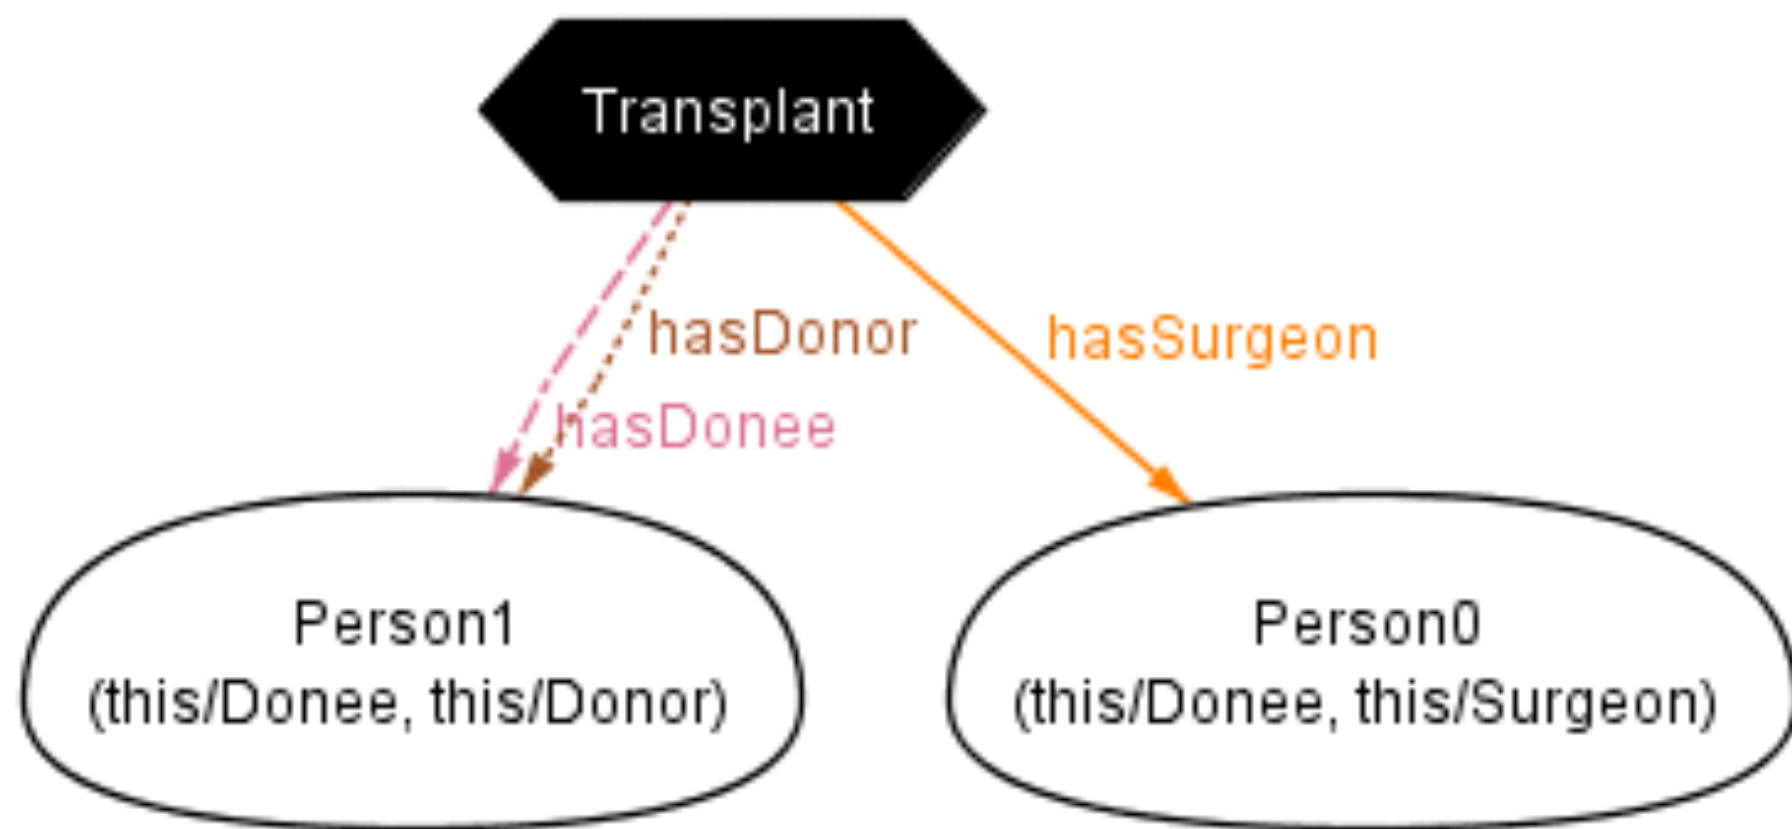 Transplant
hasDonor
hasSurgeon
hasDonee
Person1
(this/Donee, this/Donor)
Person0
(this/Donee, this/Surgeon)